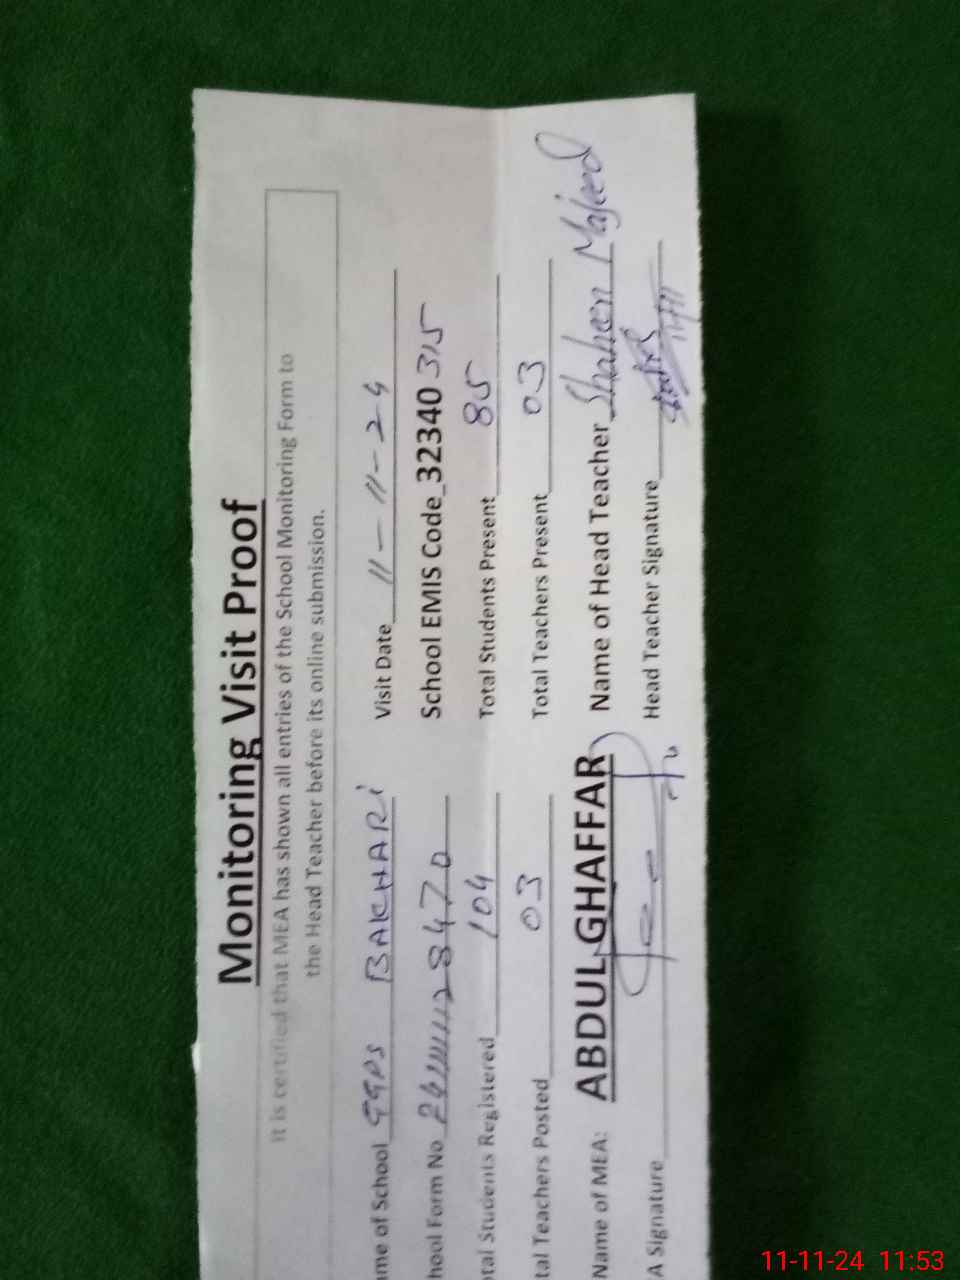 Monitoring Visit Proof
It is certified that MEA has shown all entries of the School Monitoring Form to
the Head Teacher before its online submission.
me of School GGPS BAKHARI Visit Date 11-11-24
hool Form No School EMIS Code 32340 315
tal Students Registered 104 Total Students Present 85
tal Teachers Posted 03 Total Teachers Present 03
Name of MEA: ABDUL GHAFFAR Name of Head Teacher Shaheen Majeed
A Signature Head Teacher Signature
11-11-24 11:53